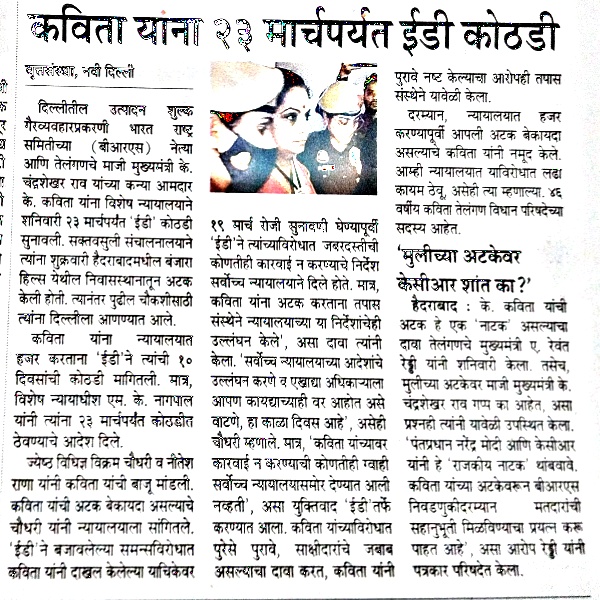 कविता यांना २३ मार्चपर्यंत ईडी कोठडी
वृत्तसंस्था, नवी दिल्ली
दिल्लीतील उत्पादन शुल्क
गैरव्यवहारप्रकरणी भारत राष्ट्र
समितीच्या (बीआरएस) नेत्या
आणि तेलंगणचे माजी मुख्यमंत्री के.
चंद्रशेखर राव यांच्या कन्या आमदार
के. कविता यांना विशेष न्यायालयाने
शनिवारी २३ मार्चपर्यंत 'ईडी' कोठडी
सुनावली. सक्तवसुली संचालनालयाने
त्यांना शुक्रवारी हैदराबादमधील बंजारा
हिल्स येथील निवासस्थानातून अटक
केली होती. त्यानंतर पुढील चौकशीसाठी
त्यांना दिल्लीला आणण्यात आले.
कविता यांना न्यायालयात
हजर करताना 'ईडी'ने त्यांची १०
दिवसांची कोठडी मागितली. मात्र,
विशेष न्यायाधीश एम. के. नागपाल
यांनी त्यांना २३ मार्चपर्यंत कोठडीत
ठेवण्याचे आदेश दिले.
ज्येष्ठ विधिज्ञ विक्रम चौधरी व नीतेश
राणा यांनी कविता यांची बाजू मांडली.
कविता यांची अटक बेकायदा असल्याचे
चौधरी यांनी न्यायालयाला सांगितले.
'ईडी'ने बजावलेल्या समन्सविरोधात
कविता यांनी दाखल केलेल्या याचिकेवर
१९ मार्च रोजी सुनावणी घेण्यापूर्वी
'ईडी'ने त्यांच्याविरोधात जबरदस्तीची
कोणतीही कारवाई न करण्याचे निर्देश
सर्वोच्च न्यायालयाने दिले होते. मात्र,
कविता यांना अटक करताना तपास
संस्थेने न्यायालयाच्या या निर्देशांचेही
उल्लंघन केले', असा दावा त्यांनी
केला. 'सर्वोच्च न्यायालयाच्या आदेशांचे
उल्लंघन करणे व एखाद्या अधिकाऱ्याला
आपण कायद्याच्याही वर आहोत असे
वाटणे, हा काळा दिवस आहे', असेही
चौधरी म्हणाले. मात्र, 'कविता यांच्यावर
कारवाई न करण्याची कोणतीही ग्वाही
सर्वोच्च न्यायालयासमोर देण्यात आली
नव्हती', असा युक्तिवाद 'ईडी'तर्फे
करण्यात आला. कविता यांच्याविरोधात
पुरेसे पुरावे, साक्षीदारांचे जबाब
असल्याचा दावा करत, कविता यांनी
पुरावे नष्ट केल्याचा आरोपही तपास
संस्थेने यावेळी केला.
दरम्यान, न्यायालयात हजर
करण्यापूर्वी आपली अटक बेकायदा
असल्याचे कविता यांनी नमूद केले.
आम्ही न्यायालयात याविरोधात लढा
कायम ठेवू, असेही त्या म्हणाल्या. ४६
वर्षीय कविता तेलंगण विधान परिषदेच्या
सदस्य आहेत.
'मुलीच्या अटकेवर
केसीआर शांत का?'
हैदराबाद : के. कविता यांची
अटक हे एक 'नाटक' असल्याचा
दावा तेलंगणचे मुख्यमंत्री ए. रेवंत
रेड्डी यांनी शनिवारी केला. तसेच,
मुलीच्या अटकेवर माजी मुख्यमंत्री के.
चंद्रशेखर राव गप्प का आहेत, असा
प्रश्नही त्यांनी यावेळी उपस्थित केला.
'पंतप्रधान नरेंद्र मोदी आणि केसीआर
यांनी हे 'राजकीय नाटक' थांबवावे.
कविता यांच्या अटकेवरून बीआरएस
निवडणुकीदरम्यान मतदारांची
सहानुभूती मिळविण्याचा प्रयत्न करू
पाहत आहे', असा आरोप रेड्डी यांनी
पत्रकार परिषदेत केला.